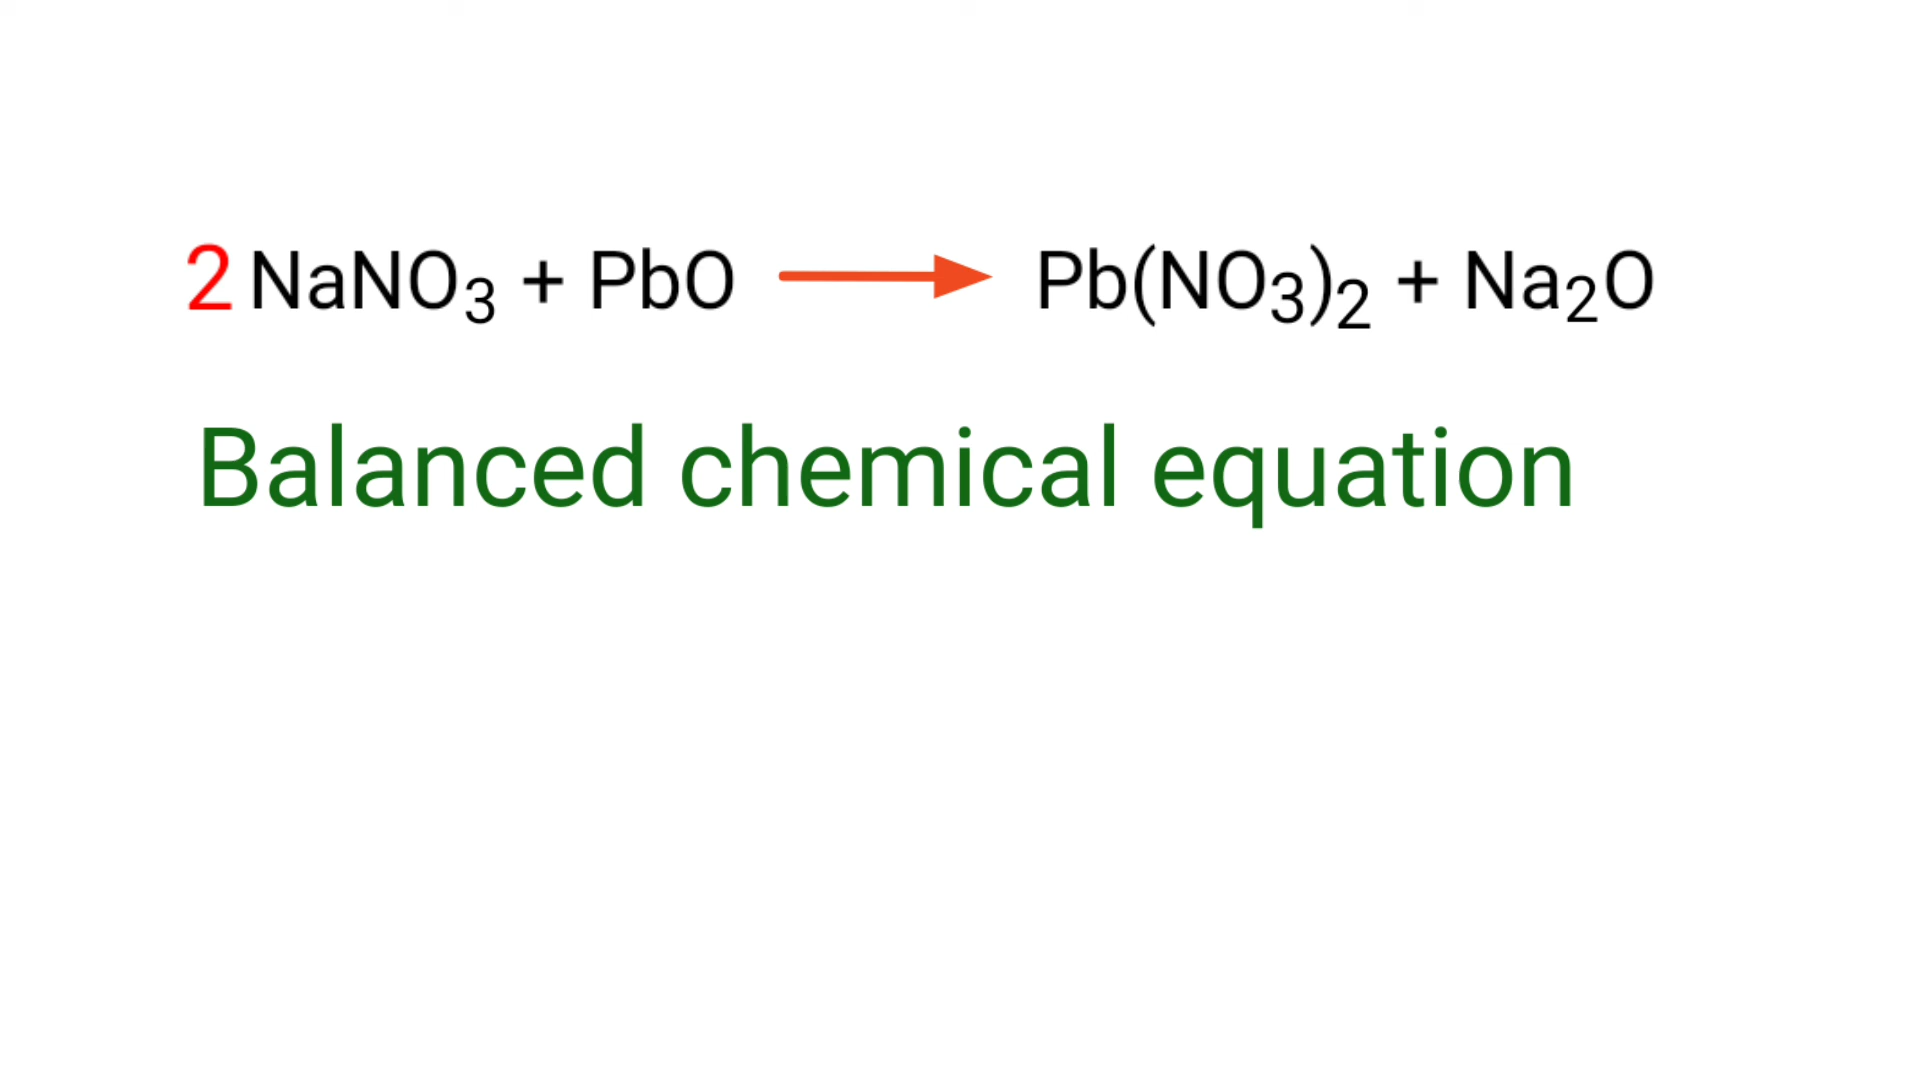 2 NaNO₃ + PbO ⟶ Pb(NO₃)₂ + Na₂O
Balanced chemical equation